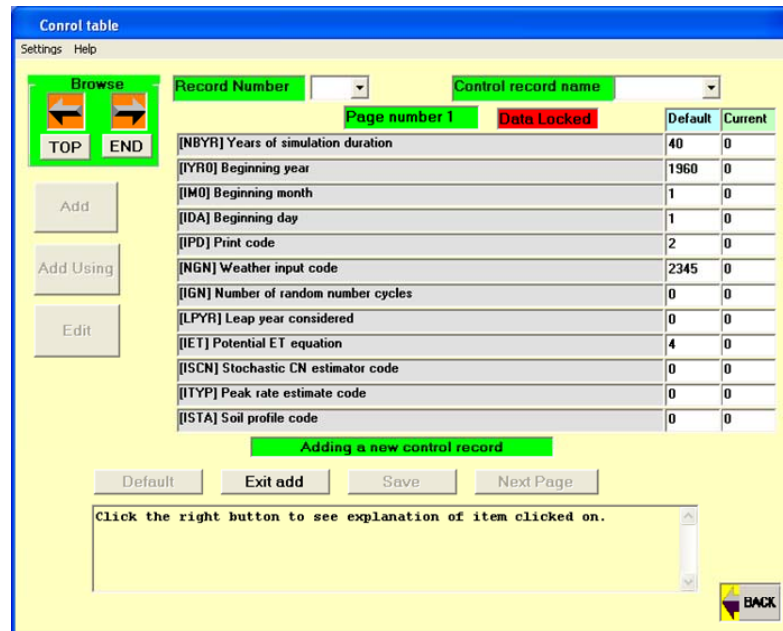 Conrol table
Settings Help
Browse
TOP END
Record Number Control record name
Page number 1 Data Locked Default Current
[NBYR] Years of simulation duration 40 0
[IYR0] Beginning year 1960 0
[IMO] Beginning month 1 0
[IDA] Beginning day 1 0
[IPD] Print code 2 0
[NGN] Weather input code 2345 0
[IGN] Number of random number cycles 0 0
[LPYR] Leap year considered 0 0
[IET] Potential ET equation 4 0
[ISCN] Stochastic CN estimator code 0 0
[ITYP] Peak rate estimate code 0 0
[ISTA] Soil profile code 0 0
Add
Add Using
Edit
Adding a new control record
Default Exit add Save Next Page
Click the right button to see explanation of item clicked on.
BACK